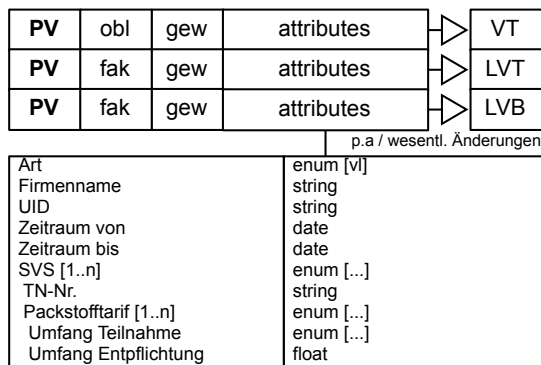 PV obl gew attributes VT
PV fak gew attributes LVT
PV fak gew attributes LVB
p.a / wesentl. Änderungen
Art enum [vl]
Firmenname string
UID string
Zeitraum von date
Zeitraum bis date
SVS [1..n] enum [...]
TN-Nr. string
Packstofftarif [1..n] enum [...]
Umfang Teilnahme enum [...]
Umfang Entpflichtung float